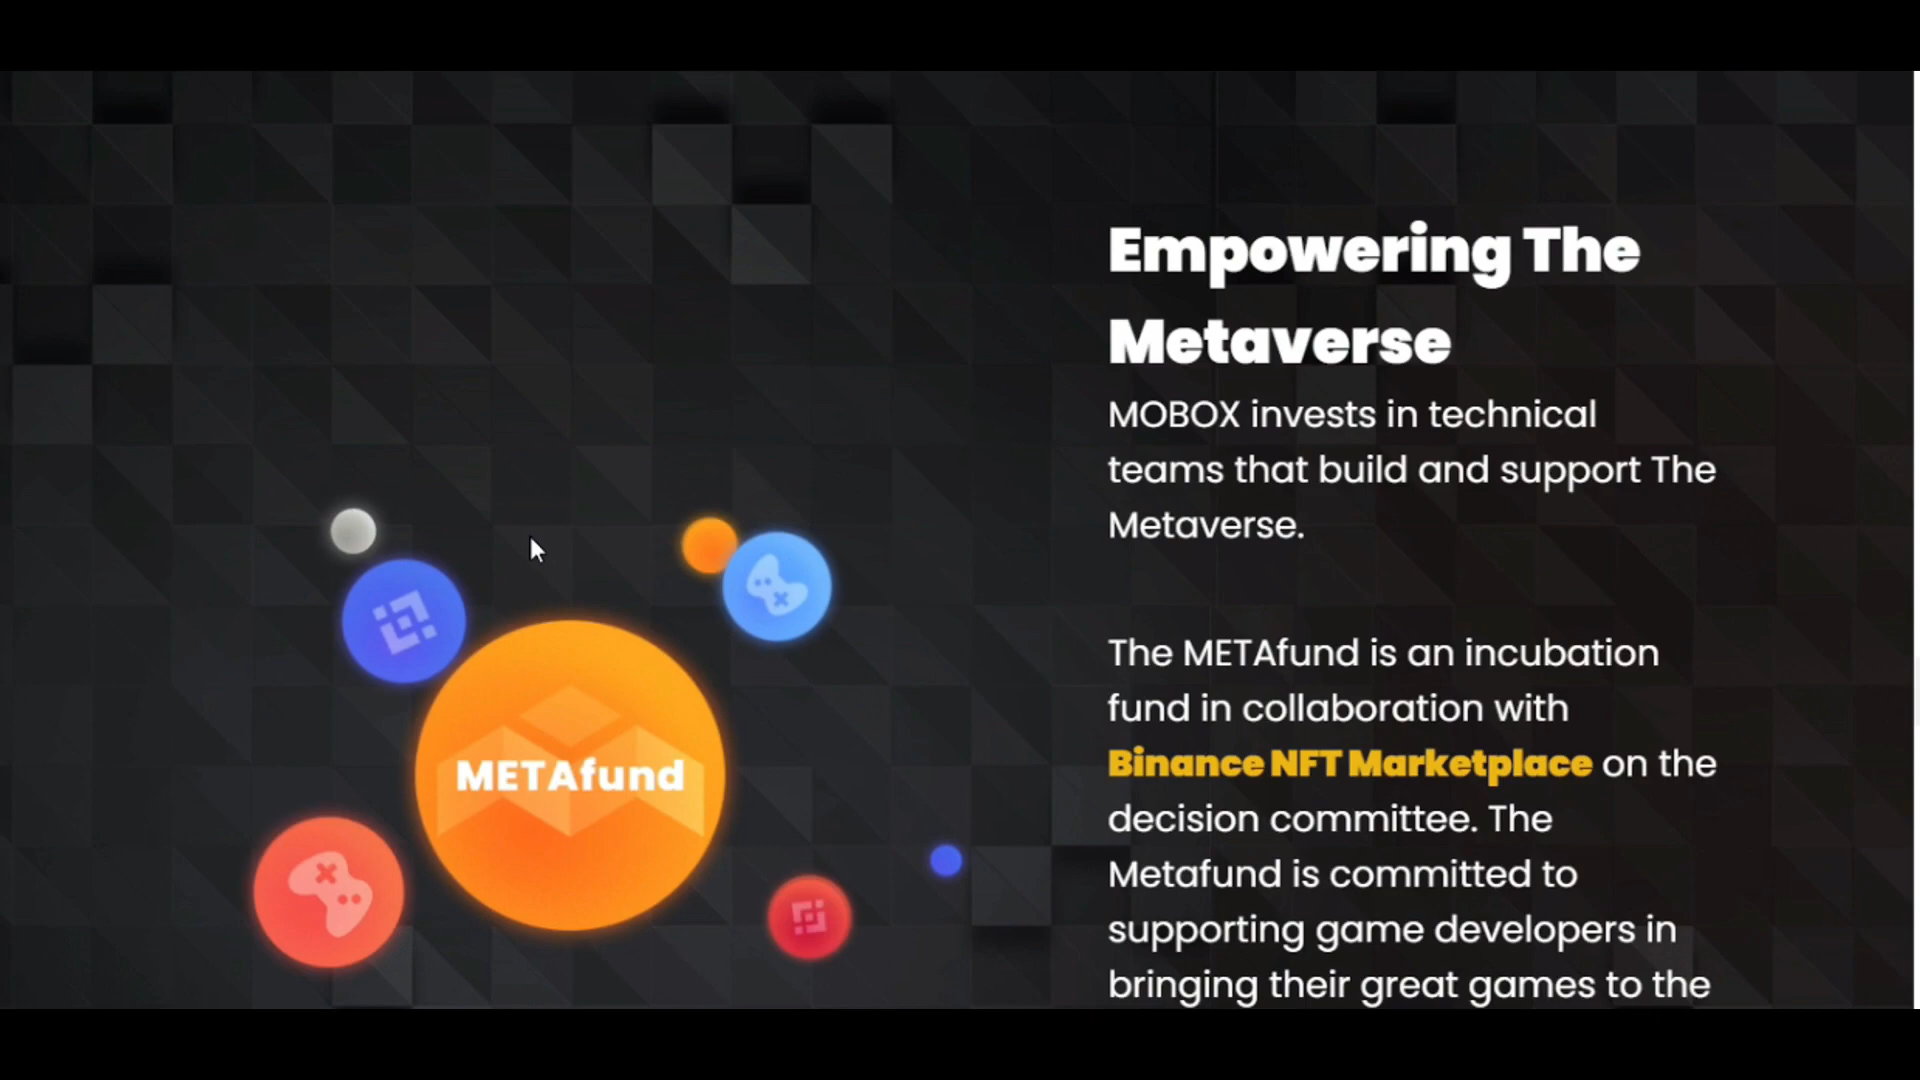 Empowering The
Metaverse
MOBOX invests in technical
teams that build and support The
Metaverse.
The METAfund is an incubation
fund in collaboration with
Binance NFT Marketplace on the
decision committee. The
Metafund is committed to
supporting game developers in
bringing their great games to the
METAfund